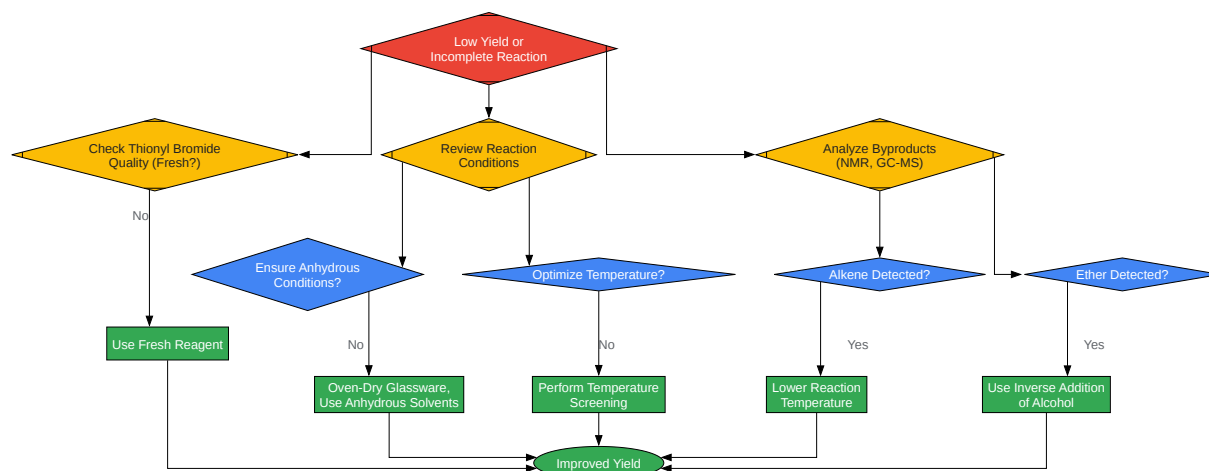 Low Yield or
Incomplete Reaction
Check Thionyl Bromide
Quality (Fresh?)
Review Reaction
Conditions
Analyze Byproducts
(NMR, GC-MS)
No
Ensure Anhydrous
Conditions?
Optimize Temperature?
Alkene Detected?
Ether Detected?
Use Fresh Reagent
No
No
Yes
Yes
Oven-Dry Glassware,
Use Anhydrous Solvents
Perform Temperature
Screening
Lower Reaction
Temperature
Use Inverse Addition
of Alcohol
Improved Yield